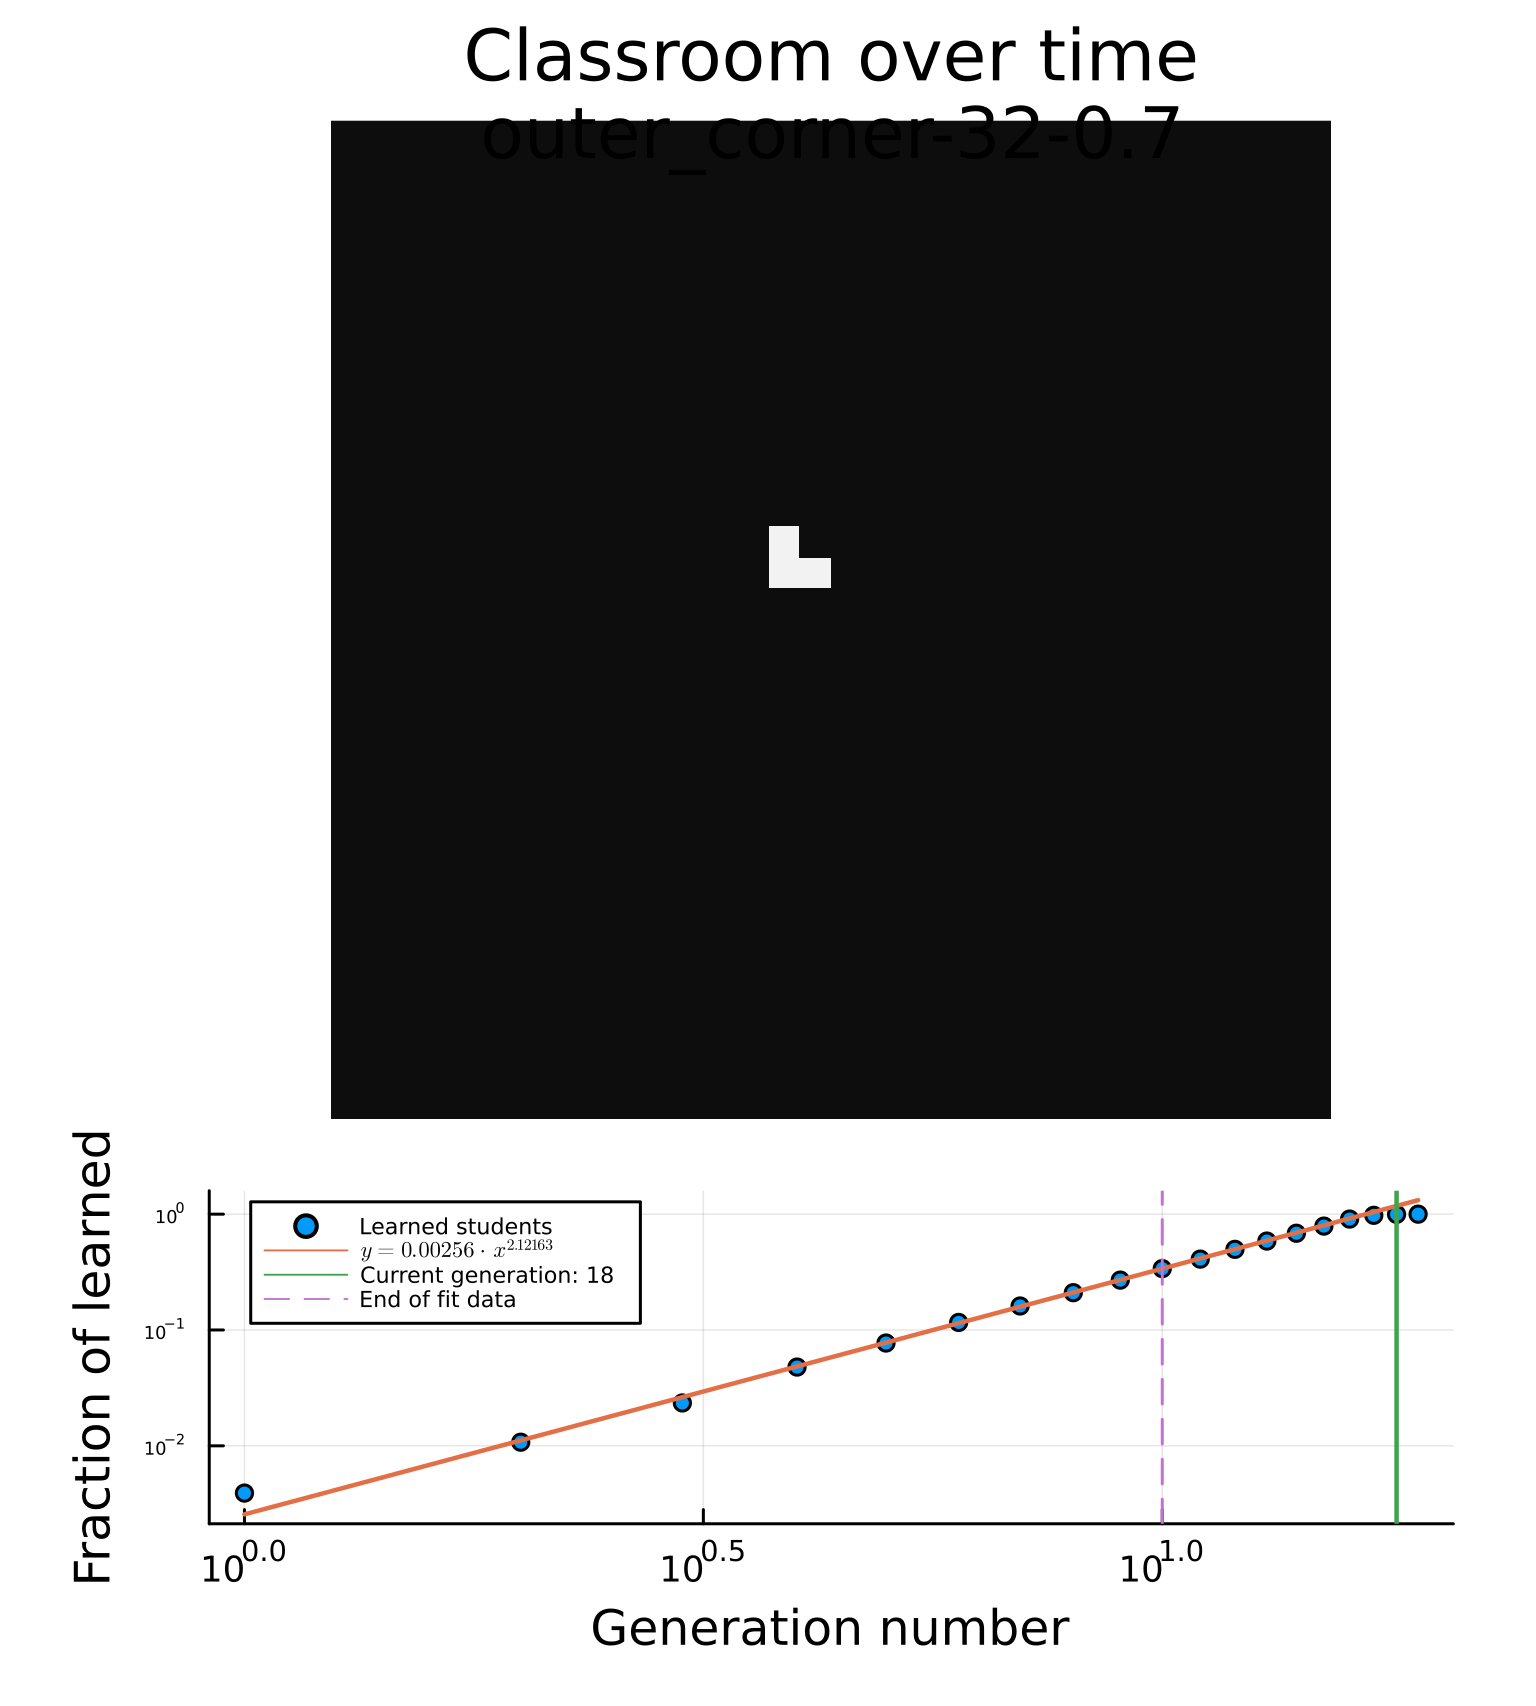 Classroom over time
outer_corner-32-0.7
Fraction of learned
10^0
10^-1
10^-2
Learned students
y = 0.00256 · x^2.12163
Current generation: 18
End of fit data
10^0.0 10^0.5 10^1.0
Generation number